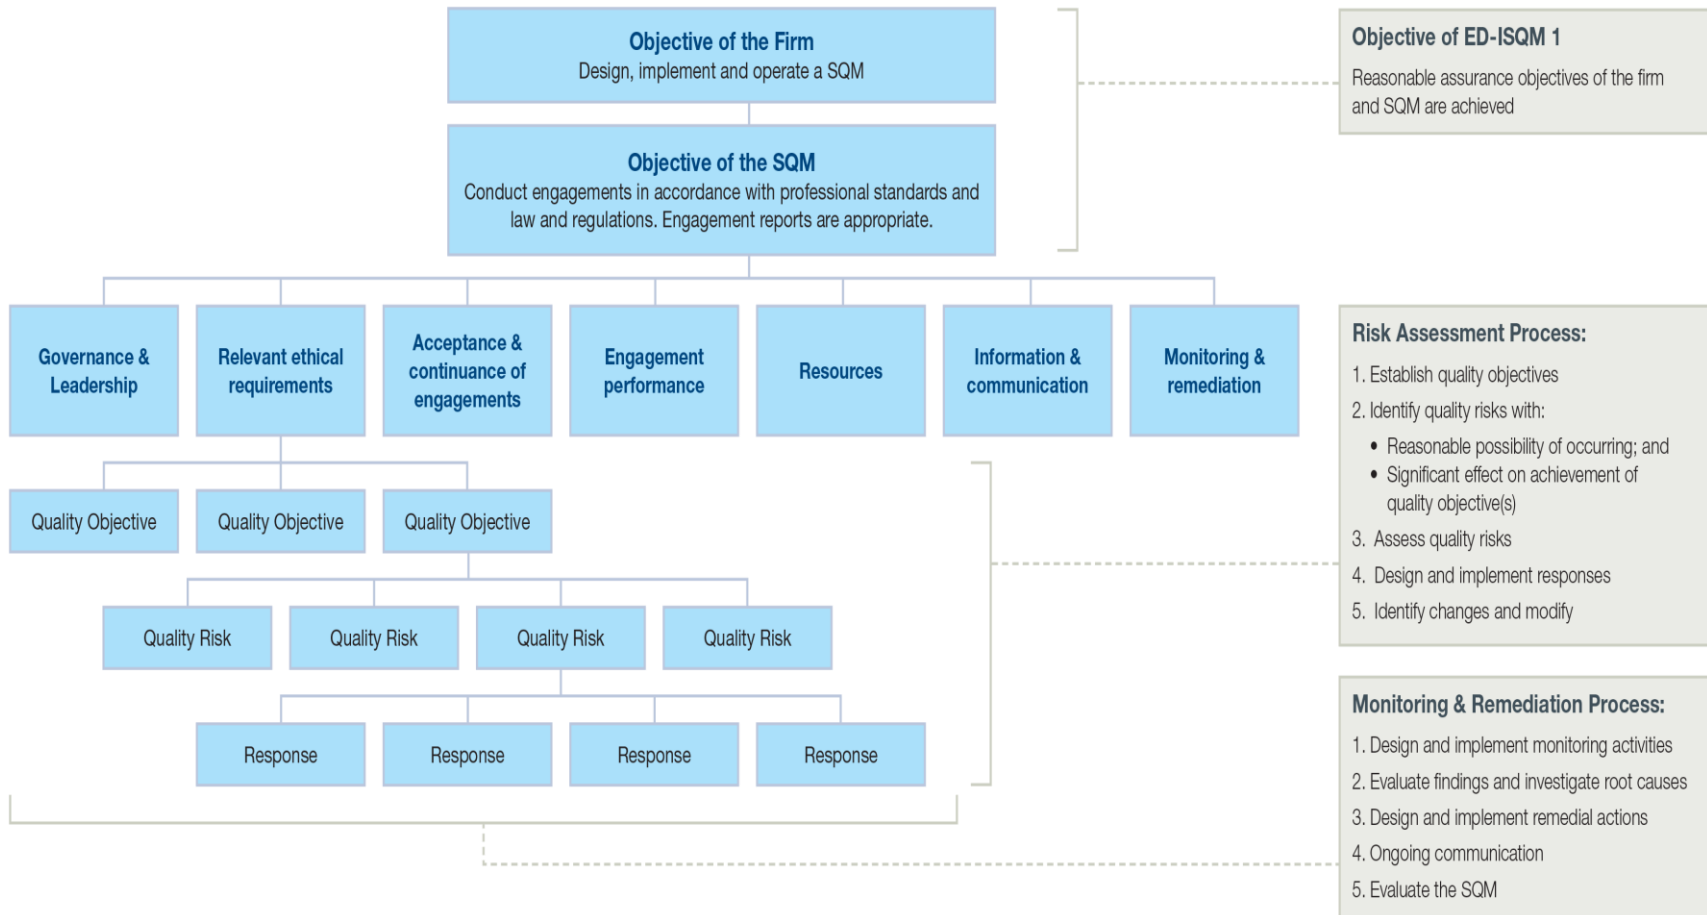 Objective of the Firm
Design, implement and operate a SQM
Objective of the SQM
Conduct engagements in accordance with professional standards and
law and regulations. Engagement reports are appropriate.
Governance &
Leadership
Relevant ethical
requirements
Acceptance &
continuance of
engagements
Engagement
performance
Resources
Information &
communication
Monitoring &
remediation
Quality Objective
Quality Objective
Quality Objective
Quality Risk
Quality Risk
Quality Risk
Quality Risk
Response
Response
Response
Response
Objective of ED-ISQM 1
Reasonable assurance objectives of the firm
and SQM are achieved
Risk Assessment Process:
1. Establish quality objectives
2. Identify quality risks with:
• Reasonable possibility of occurring; and
• Significant effect on achievement of
quality objective(s)
3. Assess quality risks
4. Design and implement responses
5. Identify changes and modify
Monitoring & Remediation Process:
1. Design and implement monitoring activities
2. Evaluate findings and investigate root causes
3. Design and implement remedial actions
4. Ongoing communication
5. Evaluate the SQM